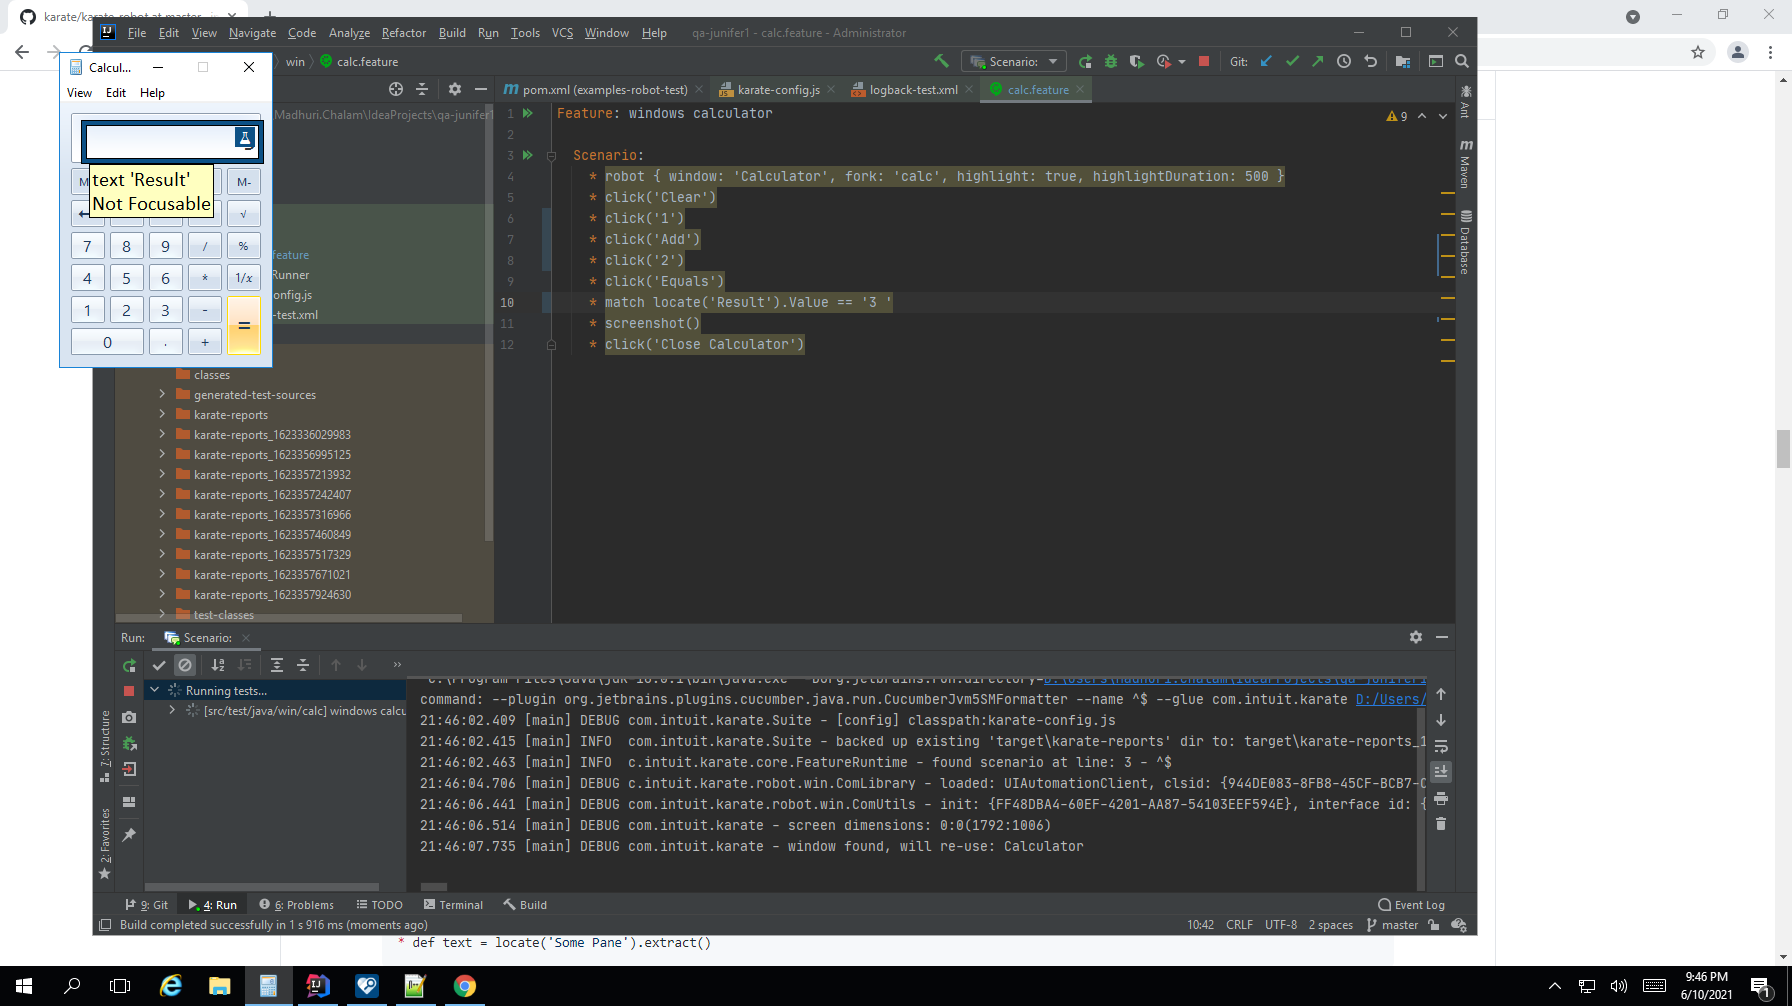 karate/karate-robot at master
File Edit View Navigate Code Analyze Refactor Build Run Tools VCS Window Help qa-junifer1 - calc.feature - Administrator
win calc.feature
Scenario:
Git:
Calcul...
View Edit Help
text 'Result'
Not Focusable
M-
√
7 8 9 / %
4 5 6 * 1/x
1 2 3 - =
0 . +
Madhuri.Chalam\IdeaProjects\qa-junifer1
feature
Runner
onfig.js
-test.xml
classes
generated-test-sources
karate-reports
karate-reports_1623336029983
karate-reports_1623356995125
karate-reports_1623357213932
karate-reports_1623357242407
karate-reports_1623357316966
karate-reports_1623357460849
karate-reports_1623357517329
karate-reports_1623357671021
karate-reports_1623357924630
test-classes
pom.xml (examples-robot-test) karate-config.js logback-test.xml calc.feature
9
1 Feature: windows calculator
2
3 Scenario:
4 * robot { window: 'Calculator', fork: 'calc', highlight: true, highlightDuration: 500 }
5 * click('Clear')
6 * click('1')
7 * click('Add')
8 * click('2')
9 * click('Equals')
10 * match locate('Result').Value == '3 '
11 * screenshot()
12 * click('Close Calculator')
Ant
Maven
Database
Run: Scenario:
Running tests...
[src/test/java/win/calc] windows calcu
command: --plugin org.jetbrains.plugins.cucumber.java.run.CucumberJvm5SMFormatter --name ^$ --glue com.intuit.karate D:/Users/
21:46:02.409 [main] DEBUG com.intuit.karate.Suite - [config] classpath:karate-config.js
21:46:02.415 [main] INFO com.intuit.karate.Suite - backed up existing 'target\karate-reports' dir to: target\karate-reports_1
21:46:02.463 [main] INFO c.intuit.karate.core.FeatureRuntime - found scenario at line: 3 - ^$
21:46:04.706 [main] DEBUG c.intuit.karate.robot.win.ComLibrary - loaded: UIAutomationClient, clsid: {944DE083-8FB8-45CF-BCB7-C
21:46:06.441 [main] DEBUG c.intuit.karate.robot.win.ComUtils - init: {FF48DBA4-60EF-4201-AA87-54103EEF594E}, interface id: {
21:46:06.514 [main] DEBUG com.intuit.karate - screen dimensions: 0:0(1792:1006)
21:46:07.735 [main] DEBUG com.intuit.karate - window found, will re-use: Calculator
7: Structure
2: Favorites
9: Git 4: Run 6: Problems TODO Terminal Build Event Log
Build completed successfully in 1 s 916 ms (moments ago) 10:42 CRLF UTF-8 2 spaces master
* def text = locate('Some Pane').extract()
9:46 PM
6/10/2021
1